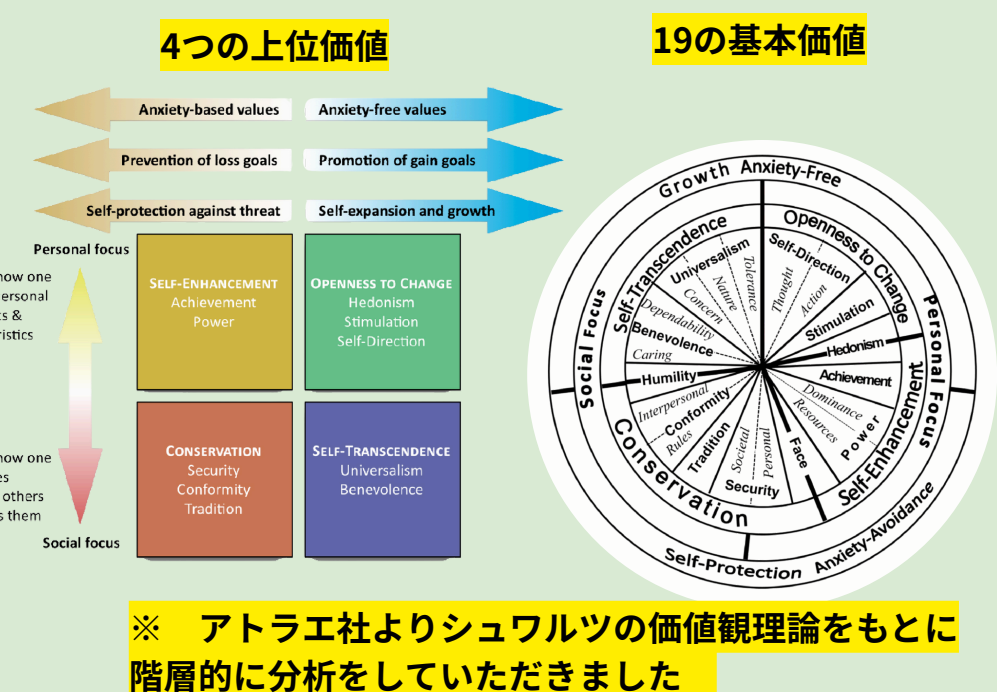 4つの上位価値
19の基本価値
Anxiety-based values
Anxiety-free values
Prevention of loss goals
Promotion of gain goals
Self-protection against threat
Self-expansion and growth
Personal focus
how one
personal
&
SELF-ENHANCEMENT
Achievement
Power
OPENNESS TO CHANGE
Hedonism
Stimulation
Self-Direction
CONSERVATION
Security
Conformity
Tradition
SELF-TRANSCENDENCE
Universalism
Benevolence
how one
others
them
Social focus
Growth Anxiety-Free
Personal Focus
Anxiety-Avoidance
Self-Protection
Social Focus
Openness to Change
Self-Enhancement
Conservation
Self-Transcendence
Self-Direction
Thought
Action
Stimulation
Hedonism
Achievement
Power
Dominance
Resources
Face
Security
Personal
Societal
Tradition
Conformity
Rules
Interpersonal
Humility
Benevolence
Caring
Dependability
Universalism
Concern
Nature
Tolerance
※ アトラエ社よりシュワルツの価値観理論をもとに
階層的に分析をしていただきました